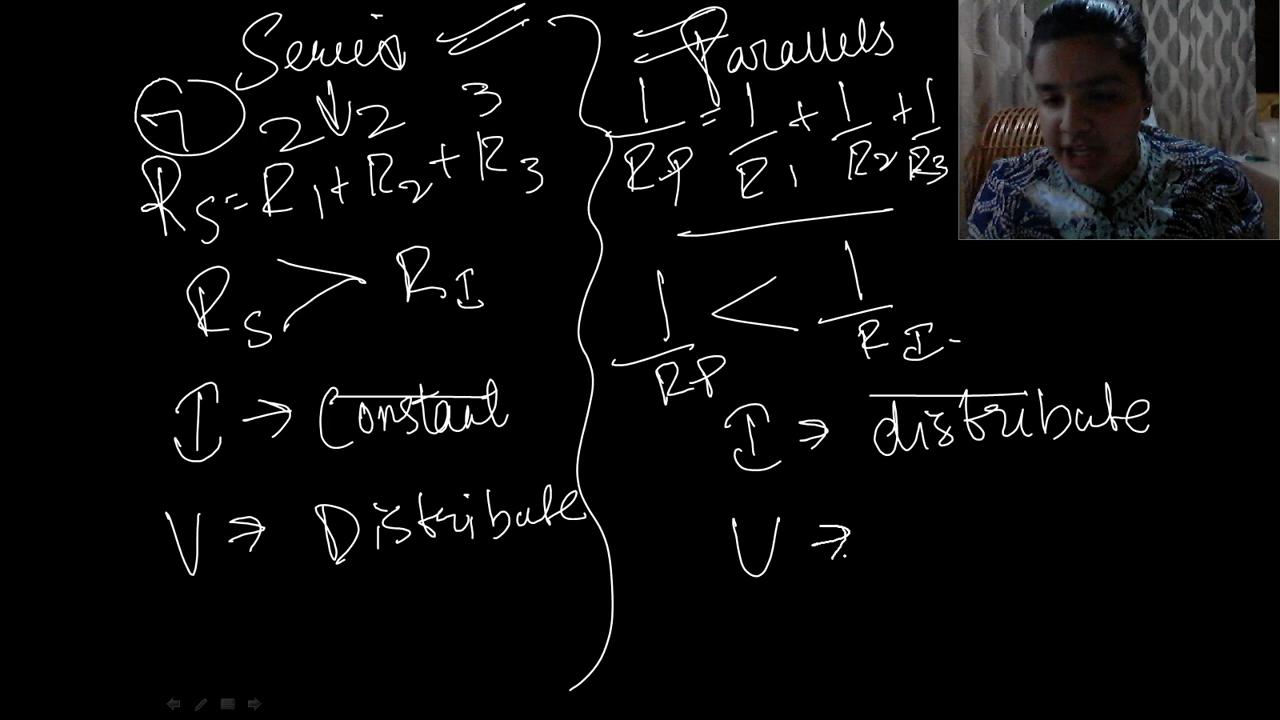 Series
7 2 2 3
Rs = R1 + R2 + R3
Rs > RI
I → Constant
V → Distribute
Parallels
1/RP = 1/R1 + 1/R2 + 1/R3
1/RP < 1/RI
I → distribute
V →